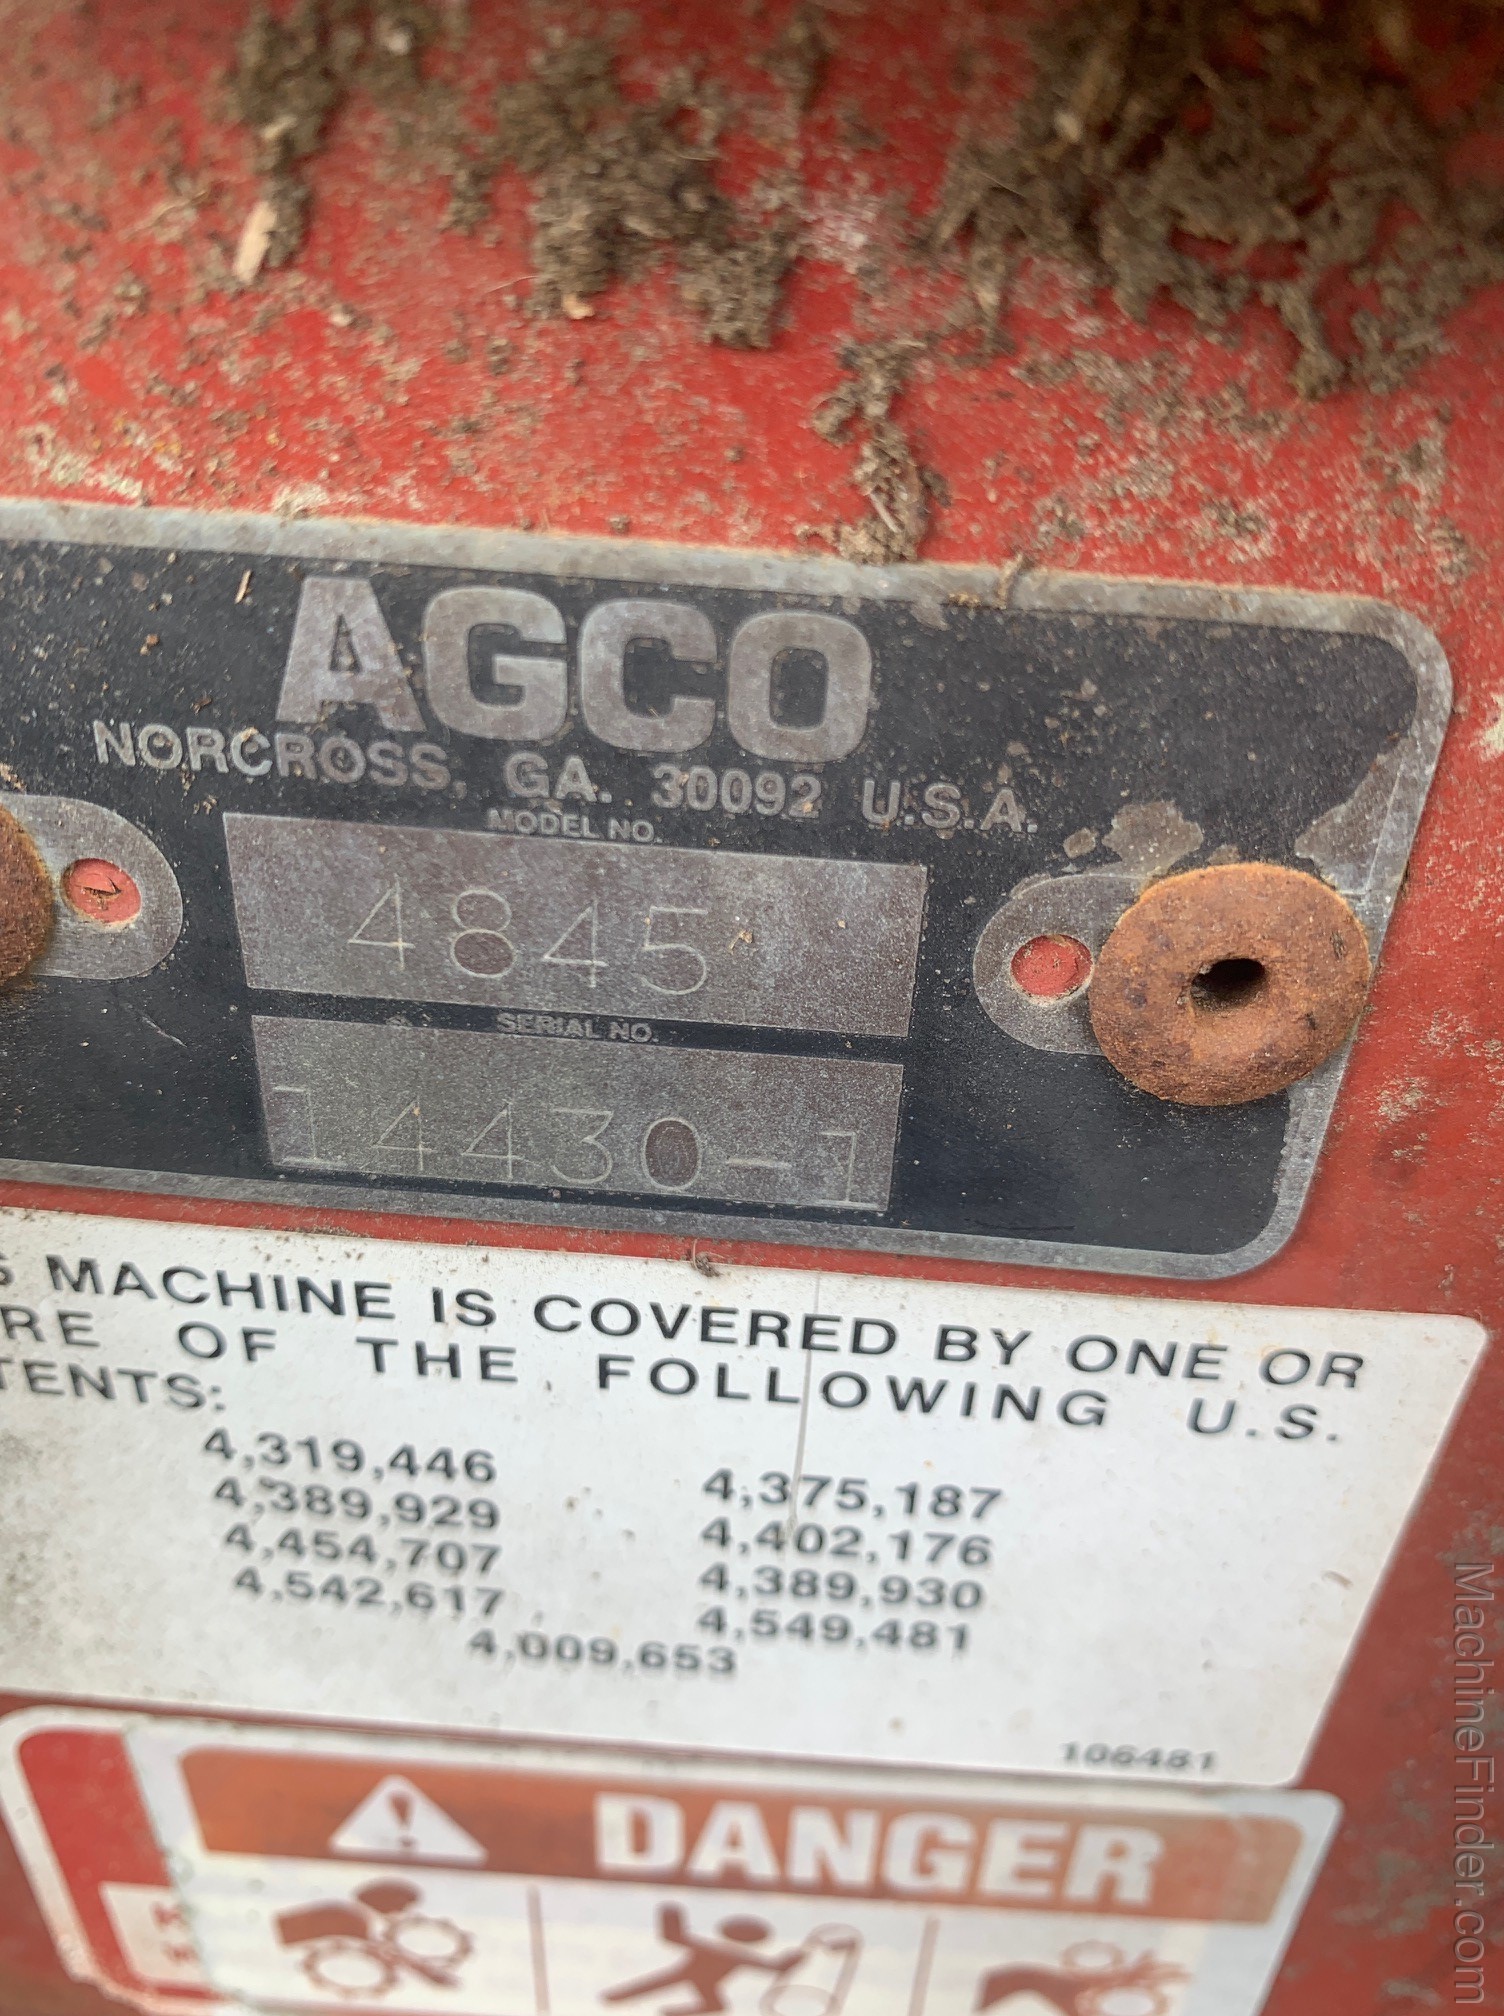 AGCO
NORCROSS, GA. 30092 U.S.A.
MODEL NO.
4845
SERIAL NO.
14430-1
S MACHINE IS COVERED BY ONE OR
RE OF THE FOLLOWING U.S.
TENTS:
4,319,446 4,375,187
4,389,929 4,402,176
4,454,707 4,389,930
4,542,617 4,549,481
4,009,653
106481
DANGER
MachineFinder.com